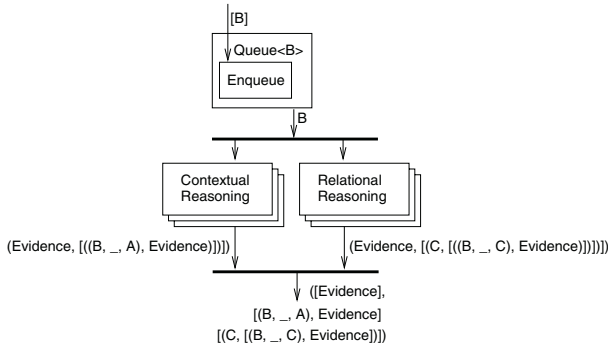 [B]
Queue<B>
Enqueue
B
Contextual
Reasoning
Relational
Reasoning
(Evidence, [((B, _, A), Evidence)])])
(Evidence, [(C, [((B, _, C), Evidence)])])])
([Evidence],
[(B, _, A), Evidence]
[(C, [(B, _, C), Evidence])])